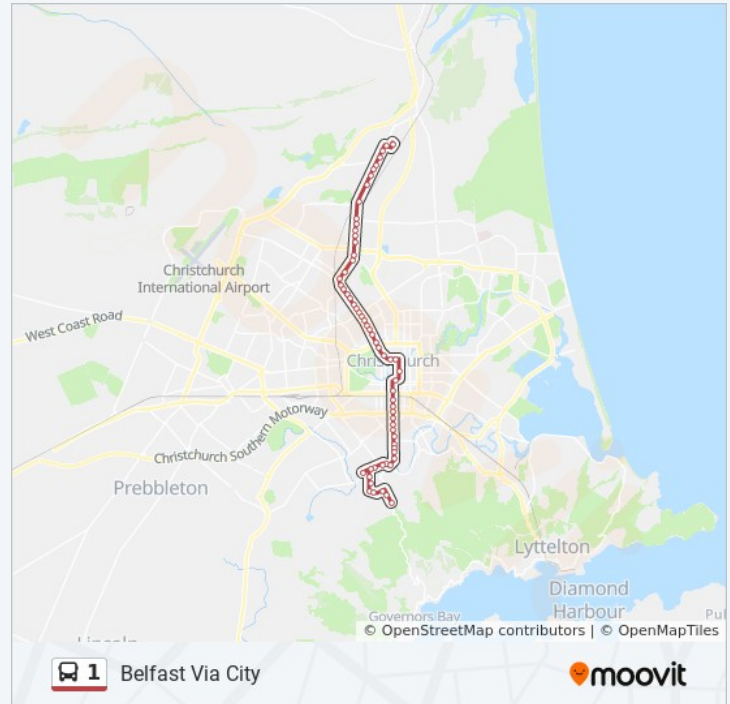 Christchurch
International Airport
West Coast Road
Christchurch
Christchurch Southern Motorway
Prebbleton
Lyttelton
Diamond
Harbour
Governors Bay
© OpenStreetMap contributors | © OpenMapTiles
1 Belfast Via City
moovit